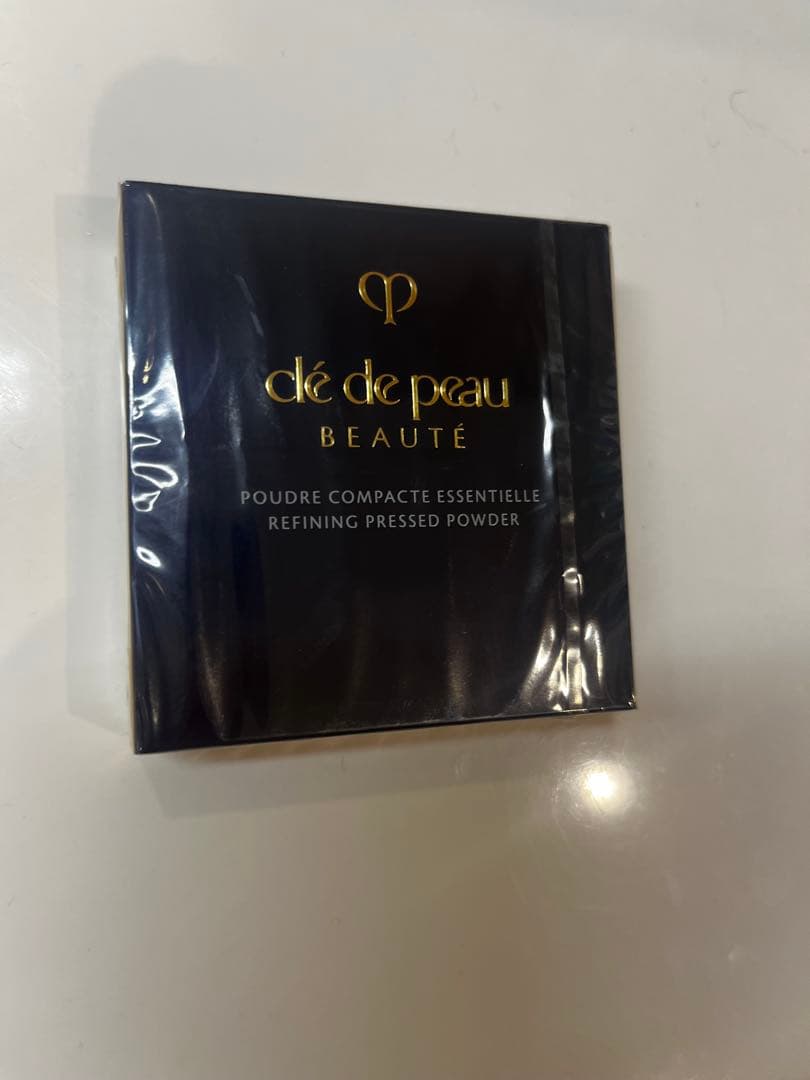 clé de peau
BEAUTÉ
POUDRE COMPACTE ESSENTIELLE
REFINING PRESSED POWDER